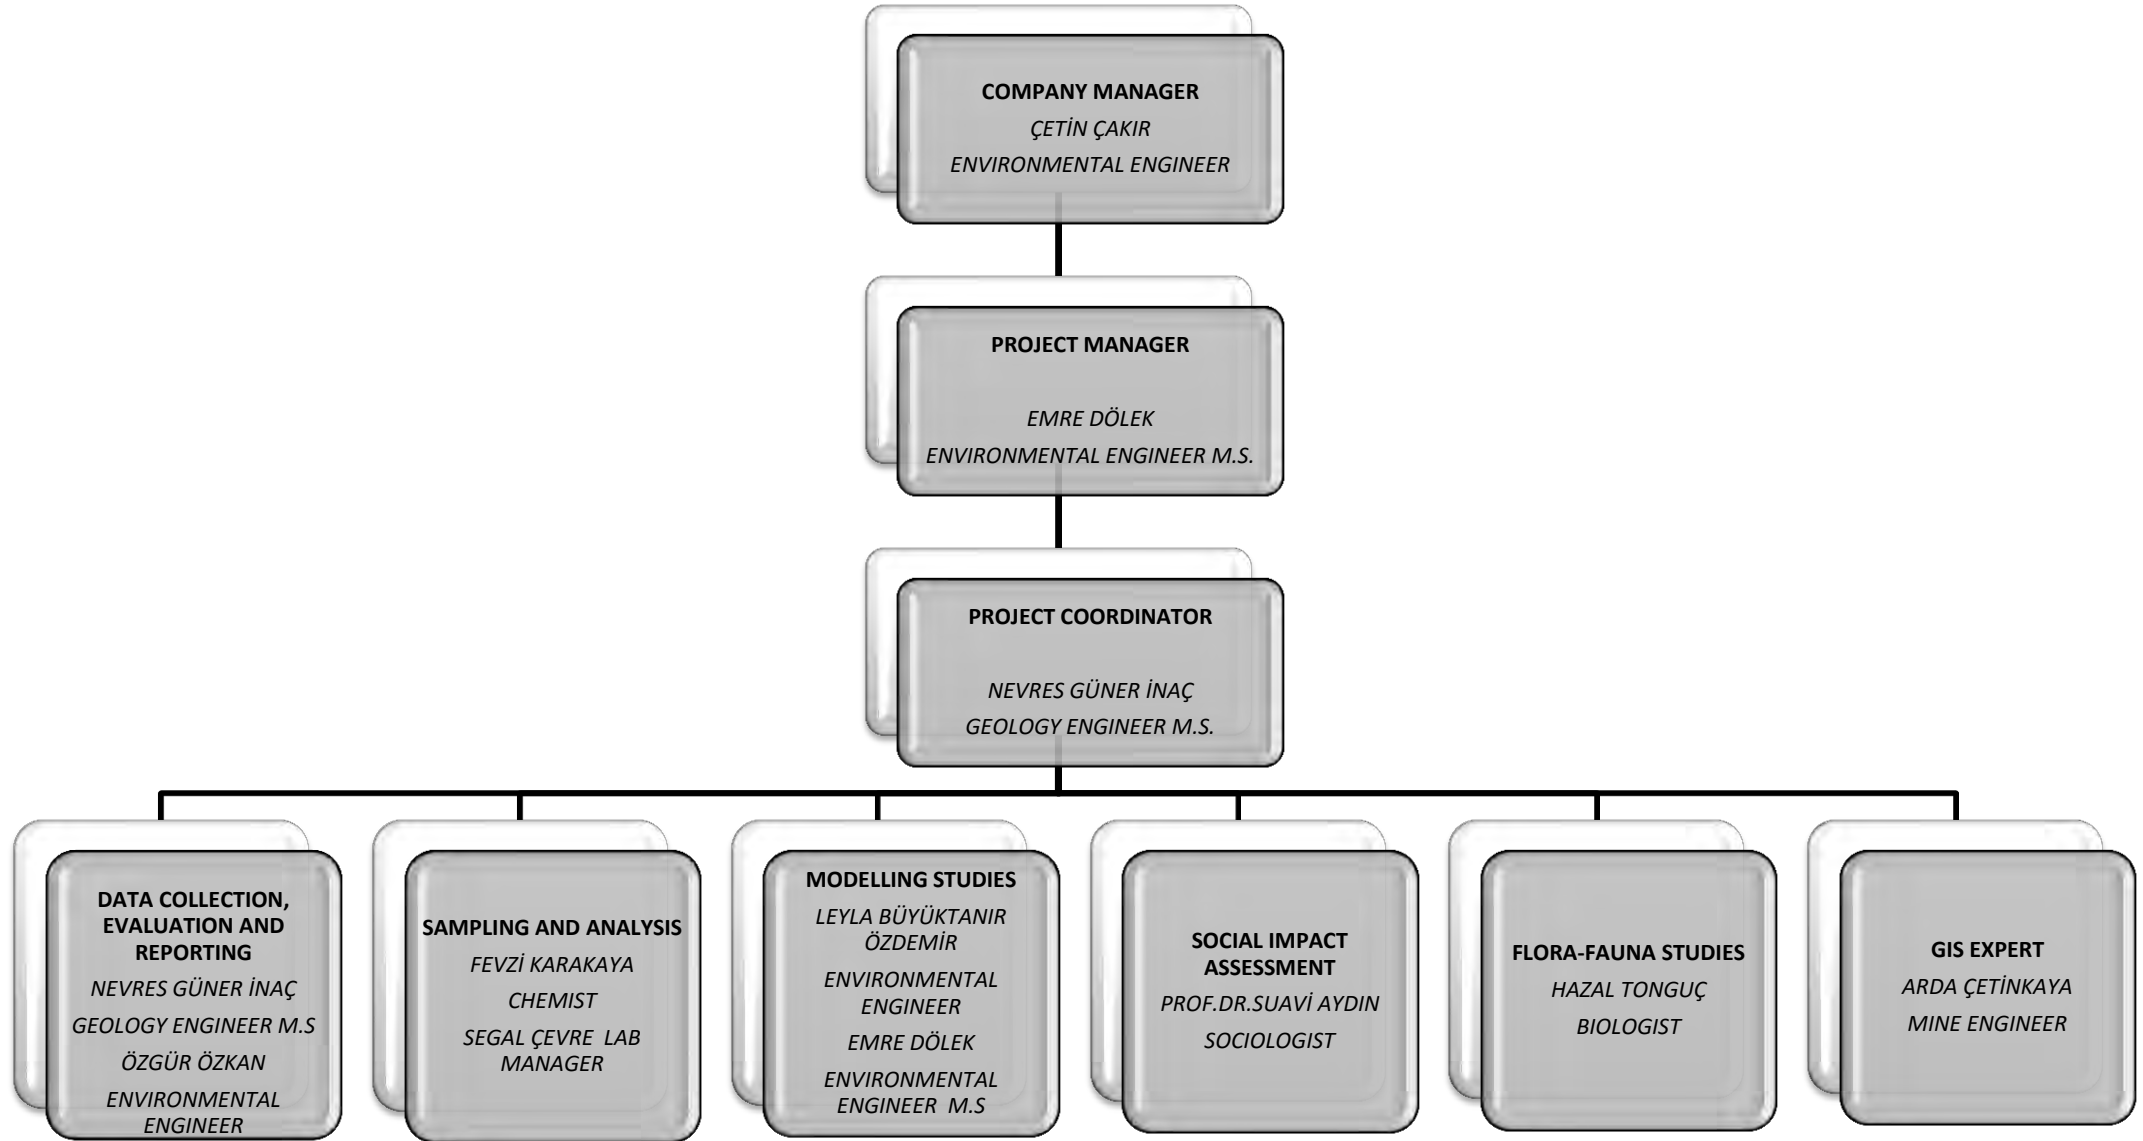 COMPANY MANAGER
ÇETİN ÇAKIR
ENVIRONMENTAL ENGINEER
PROJECT MANAGER
EMRE DÖLEK
ENVIRONMENTAL ENGINEER M.S.
PROJECT COORDINATOR
NEVRES GÜNER İNAÇ
GEOLOGY ENGINEER M.S.
DATA COLLECTION,
EVALUATION AND
REPORTING
NEVRES GÜNER İNAÇ
GEOLOGY ENGINEER M.S
ÖZGÜR ÖZKAN
ENVIRONMENTAL
ENGINEER
SAMPLING AND ANALYSIS
FEVZİ KARAKAYA
CHEMIST
SEGAL ÇEVRE LAB
MANAGER
MODELLING STUDIES
LEYLA BÜYÜKTANIR
ÖZDEMİR
ENVIRONMENTAL
ENGINEER
EMRE DÖLEK
ENVIRONMENTAL
ENGINEER M.S
SOCIAL IMPACT
ASSESSMENT
PROF.DR.SUAVİ AYDIN
SOCIOLOGIST
FLORA-FAUNA STUDIES
HAZAL TONGUÇ
BIOLOGIST
GIS EXPERT
ARDA ÇETİNKAYA
MINE ENGINEER